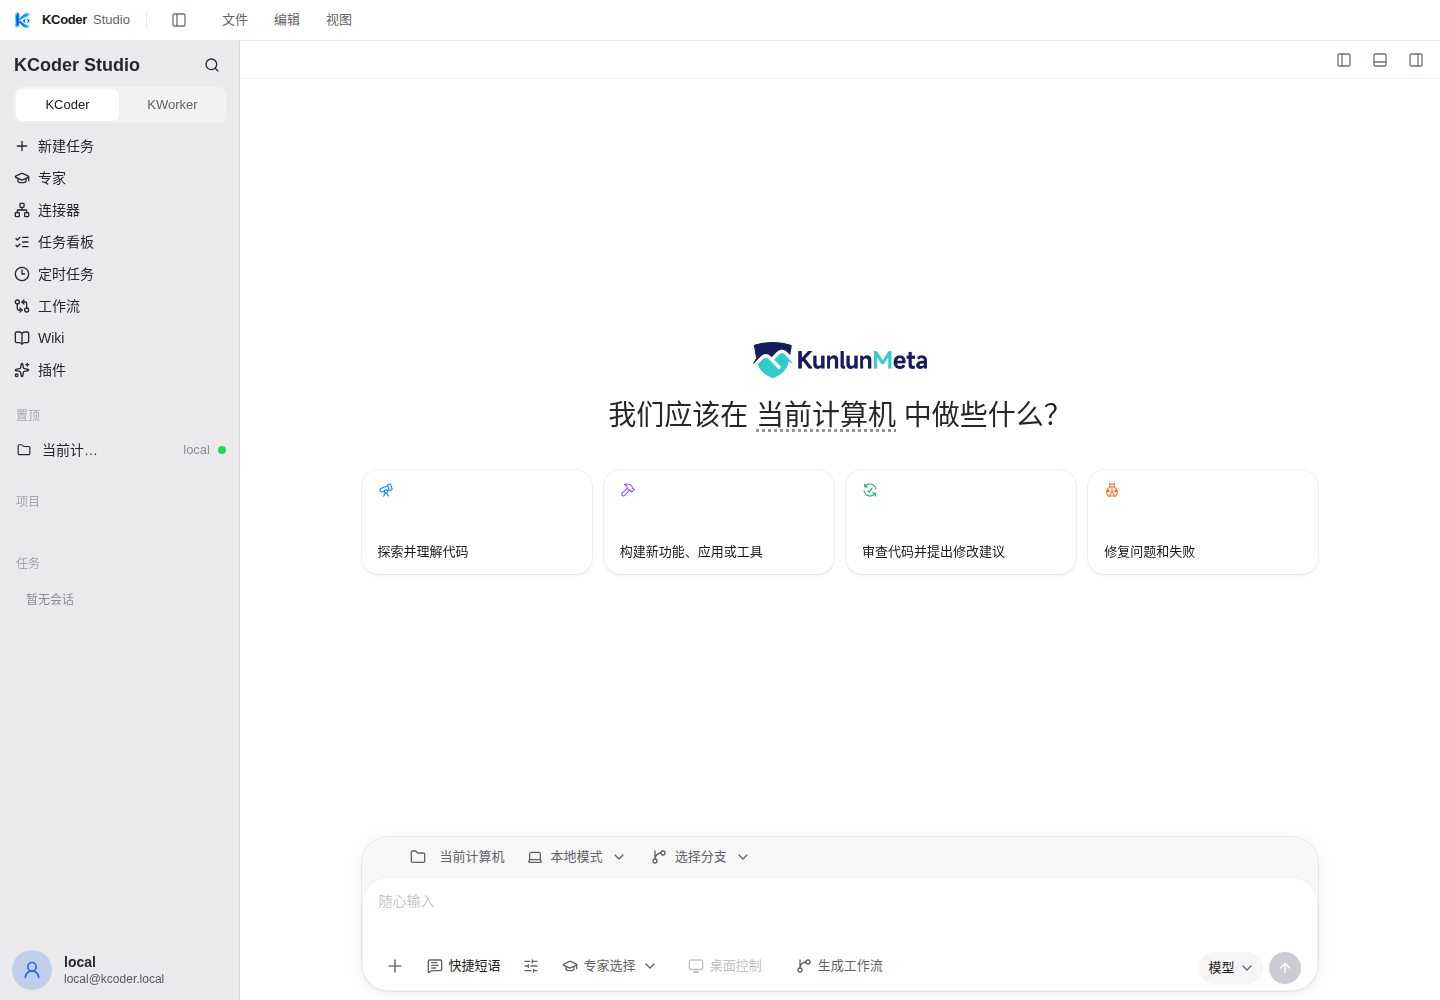 KCoder Studio 文件 编辑 视图
KCoder Studio
KCoder KWorker
新建任务
专家
连接器
任务看板
定时任务
工作流
Wiki
插件
置顶
当前计… local
项目
任务
暂无会话
local
local@kcoder.local
KunlunMeta
我们应该在 当前计算机 中做些什么?
探索并理解代码
构建新功能、应用或工具
审查代码并提出修改建议
修复问题和失败
当前计算机 本地模式 选择分支
随心输入
快捷短语 专家选择 桌面控制 生成工作流 模型